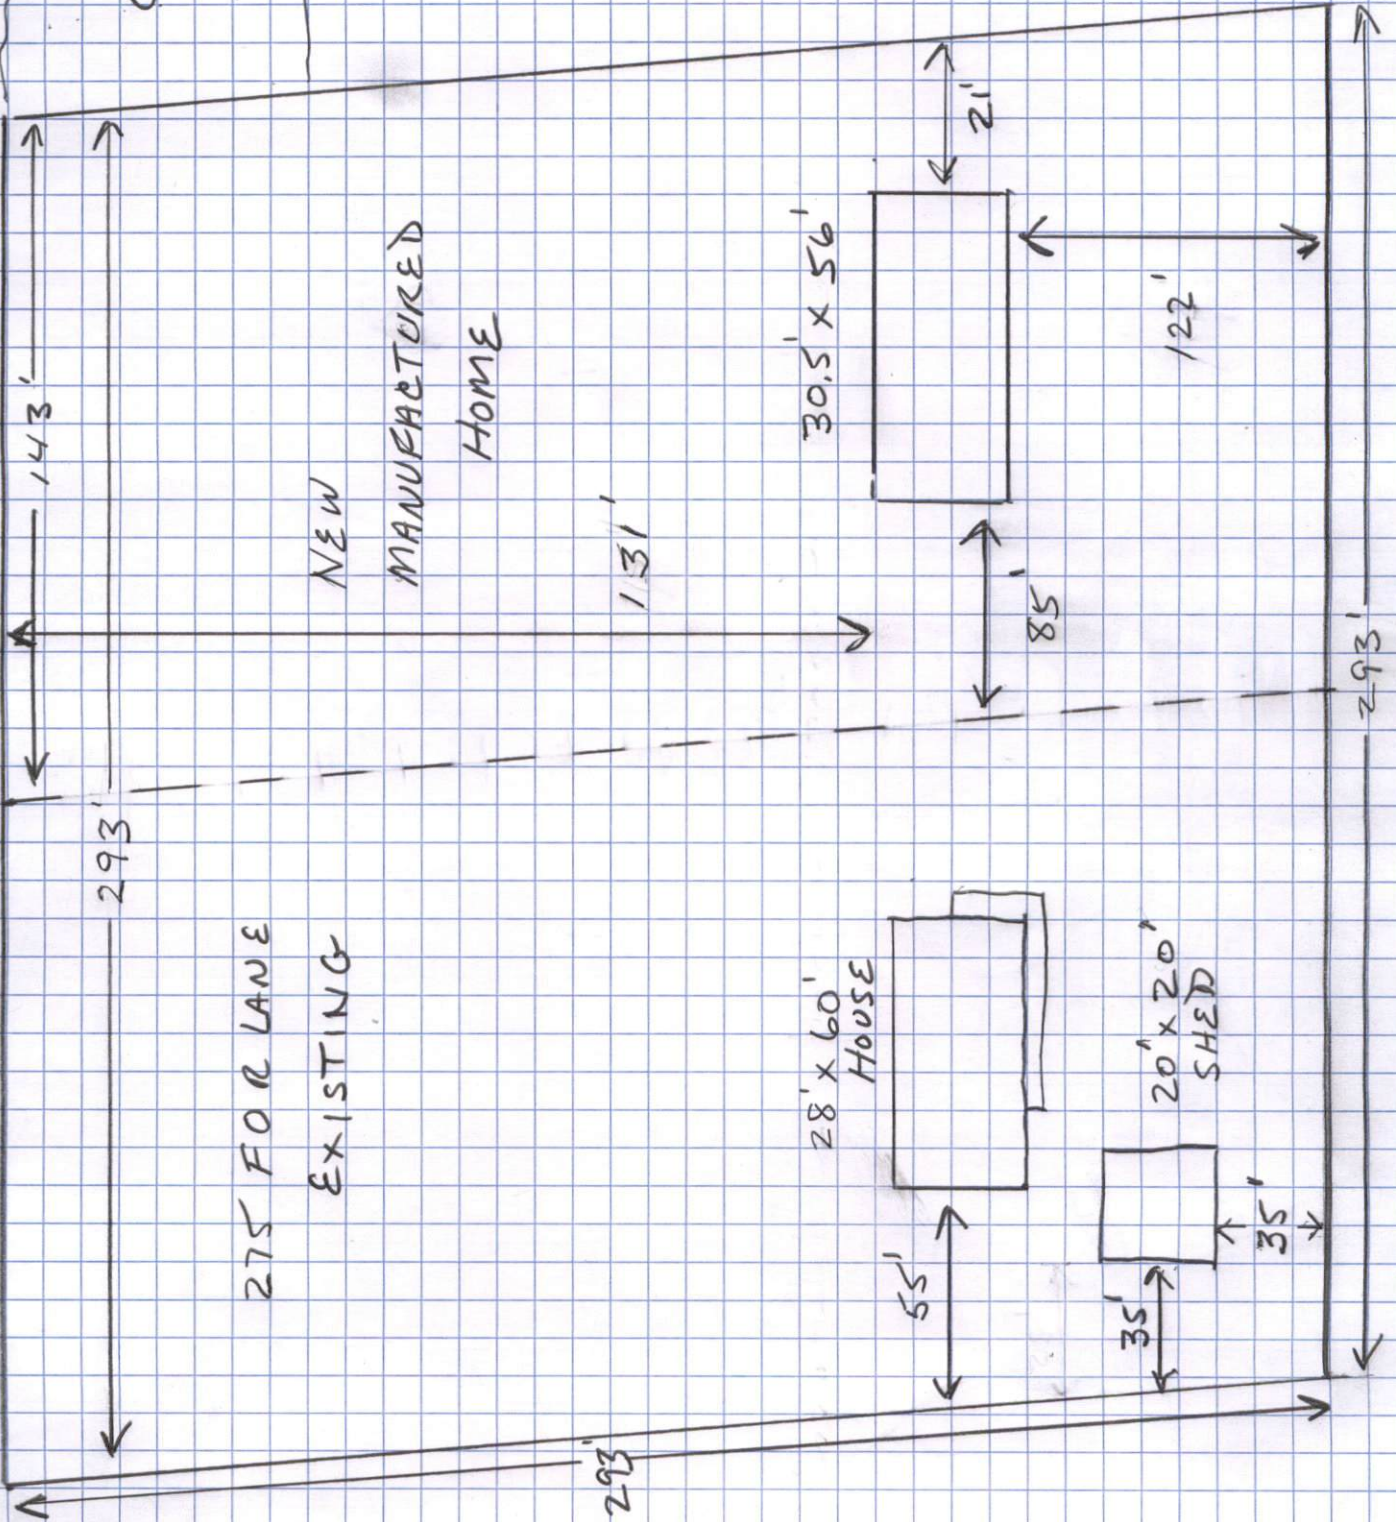 143'
293'
NEW
MANUFACTURED
HOME
131'
30.5' x 56'
21'
122'
85'
275 FOR LANE
EXISTING
28' x 60'
HOUSE
20' x 20'
SHED
55'
35'
35'
293'
293'